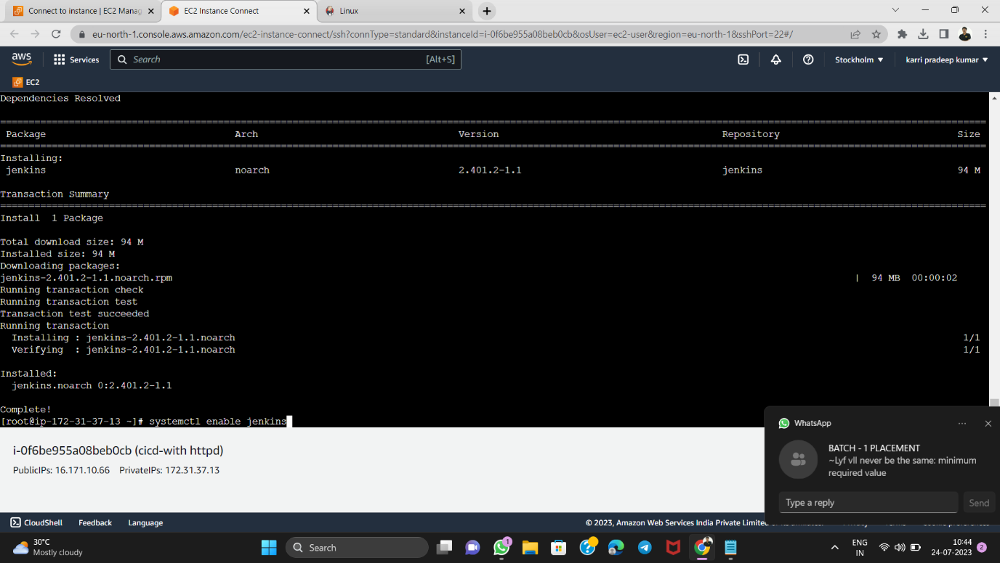 Connect to instance | EC2 Manag
EC2 Instance Connect
Linux
eu-north-1.console.aws.amazon.com/ec2-instance-connect/ssh?connType=standard&instanceId=i-0f6be955a08beb0cb&osUser=ec2-user&region=eu-north-1&sshPort=22#/
aws
Services
Search
[Alt+S]
Stockholm
karri pradeep kumar
EC2
Dependencies Resolved
Package Arch Version Repository Size
Installing:
jenkins noarch 2.401.2-1.1 jenkins 94 M
Transaction Summary
Install 1 Package
Total download size: 94 M
Installed size: 94 M
Downloading packages:
jenkins-2.401.2-1.1.noarch.rpm | 94 MB 00:00:02
Running transaction check
Running transaction test
Transaction test succeeded
Running transaction
Installing : jenkins-2.401.2-1.1.noarch 1/1
Verifying : jenkins-2.401.2-1.1.noarch 1/1
Installed:
jenkins.noarch 0:2.401.2-1.1
Complete!
[root@ip-172-31-37-13 ~]# systemctl enable jenkins
i-0f6be955a08beb0cb (cicd-with httpd)
PublicIPs: 16.171.10.66 PrivateIPs: 172.31.37.13
WhatsApp
BATCH - 1 PLACEMENT
~Lyf vll never be the same: minimum
required value
Type a reply
Send
CloudShell Feedback Language
© 2023, Amazon Web Services India Private Limite
30°C
Mostly cloudy
Search
1
ENG
IN
10:44
24-07-2023
2